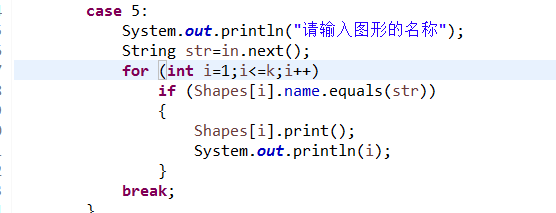 case 5:
System.out.println("请输入图形的名称");
String str=in.next();
for (int i=1;i<=k;i++)
if (Shapes[i].name.equals(str))
{
Shapes[i].print();
System.out.println(i);
}
break;
}